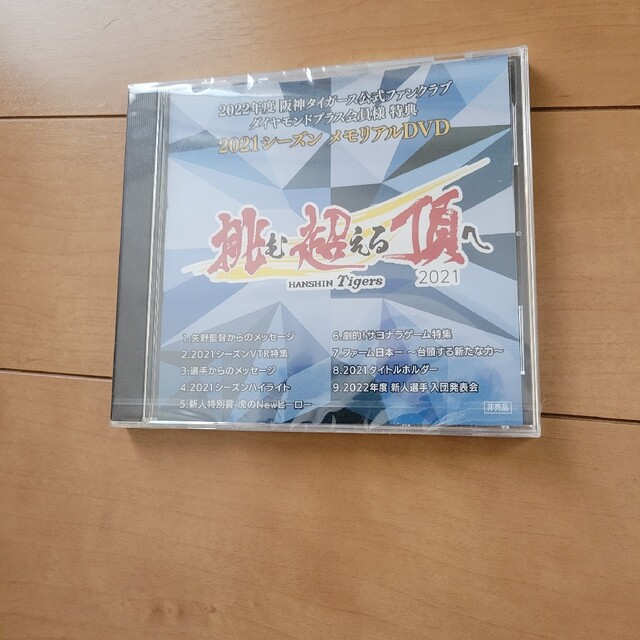 2022年度 阪神タイガース公式ファンクラブ
ダイヤモンドプラス会員様 特典
2021シーズン メモリアルDVD
挑む 超える 頂へ
HANSHIN Tigers
2021
1.矢野監督からのメッセージ
2.2021シーズンVTR特集
3.選手からのメッセージ
4.2021シーズンハイライト
5.新人特別賞 虎のNewヒーロー
6.劇的!サヨナラゲーム特集
7.ファーム日本一 ~台頭する新たな力~
8.2021タイトルホルダー
9.2022年度 新人選手入団発表会
非売品